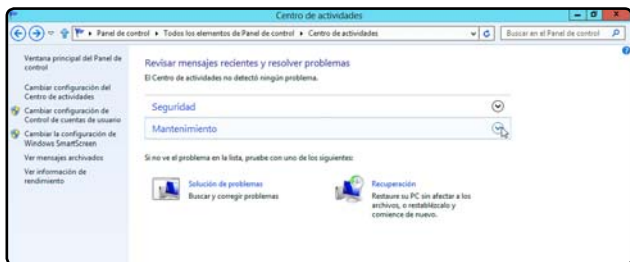 Centro de actividades
Panel de control ▸ Todos los elementos de Panel de control ▸ Centro de actividades
Buscar en el Panel de control
Ventana principal del Panel de
control
Cambiar configuración del
Centro de actividades
Cambiar configuración de
Control de cuentas de usuario
Cambiar la configuración de
Windows SmartScreen
Ver mensajes archivados
Ver información de
rendimiento
Revisar mensajes recientes y resolver problemas
El Centro de actividades no detectó ningún problema.
Seguridad
Mantenimiento
Si no ve el problema en la lista, pruebe con uno de los siguientes:
Solución de problemas
Buscar y corregir problemas
Recuperación
Restaure su PC sin afectar a los
archivos, o restablézcalo y
comience de nuevo.